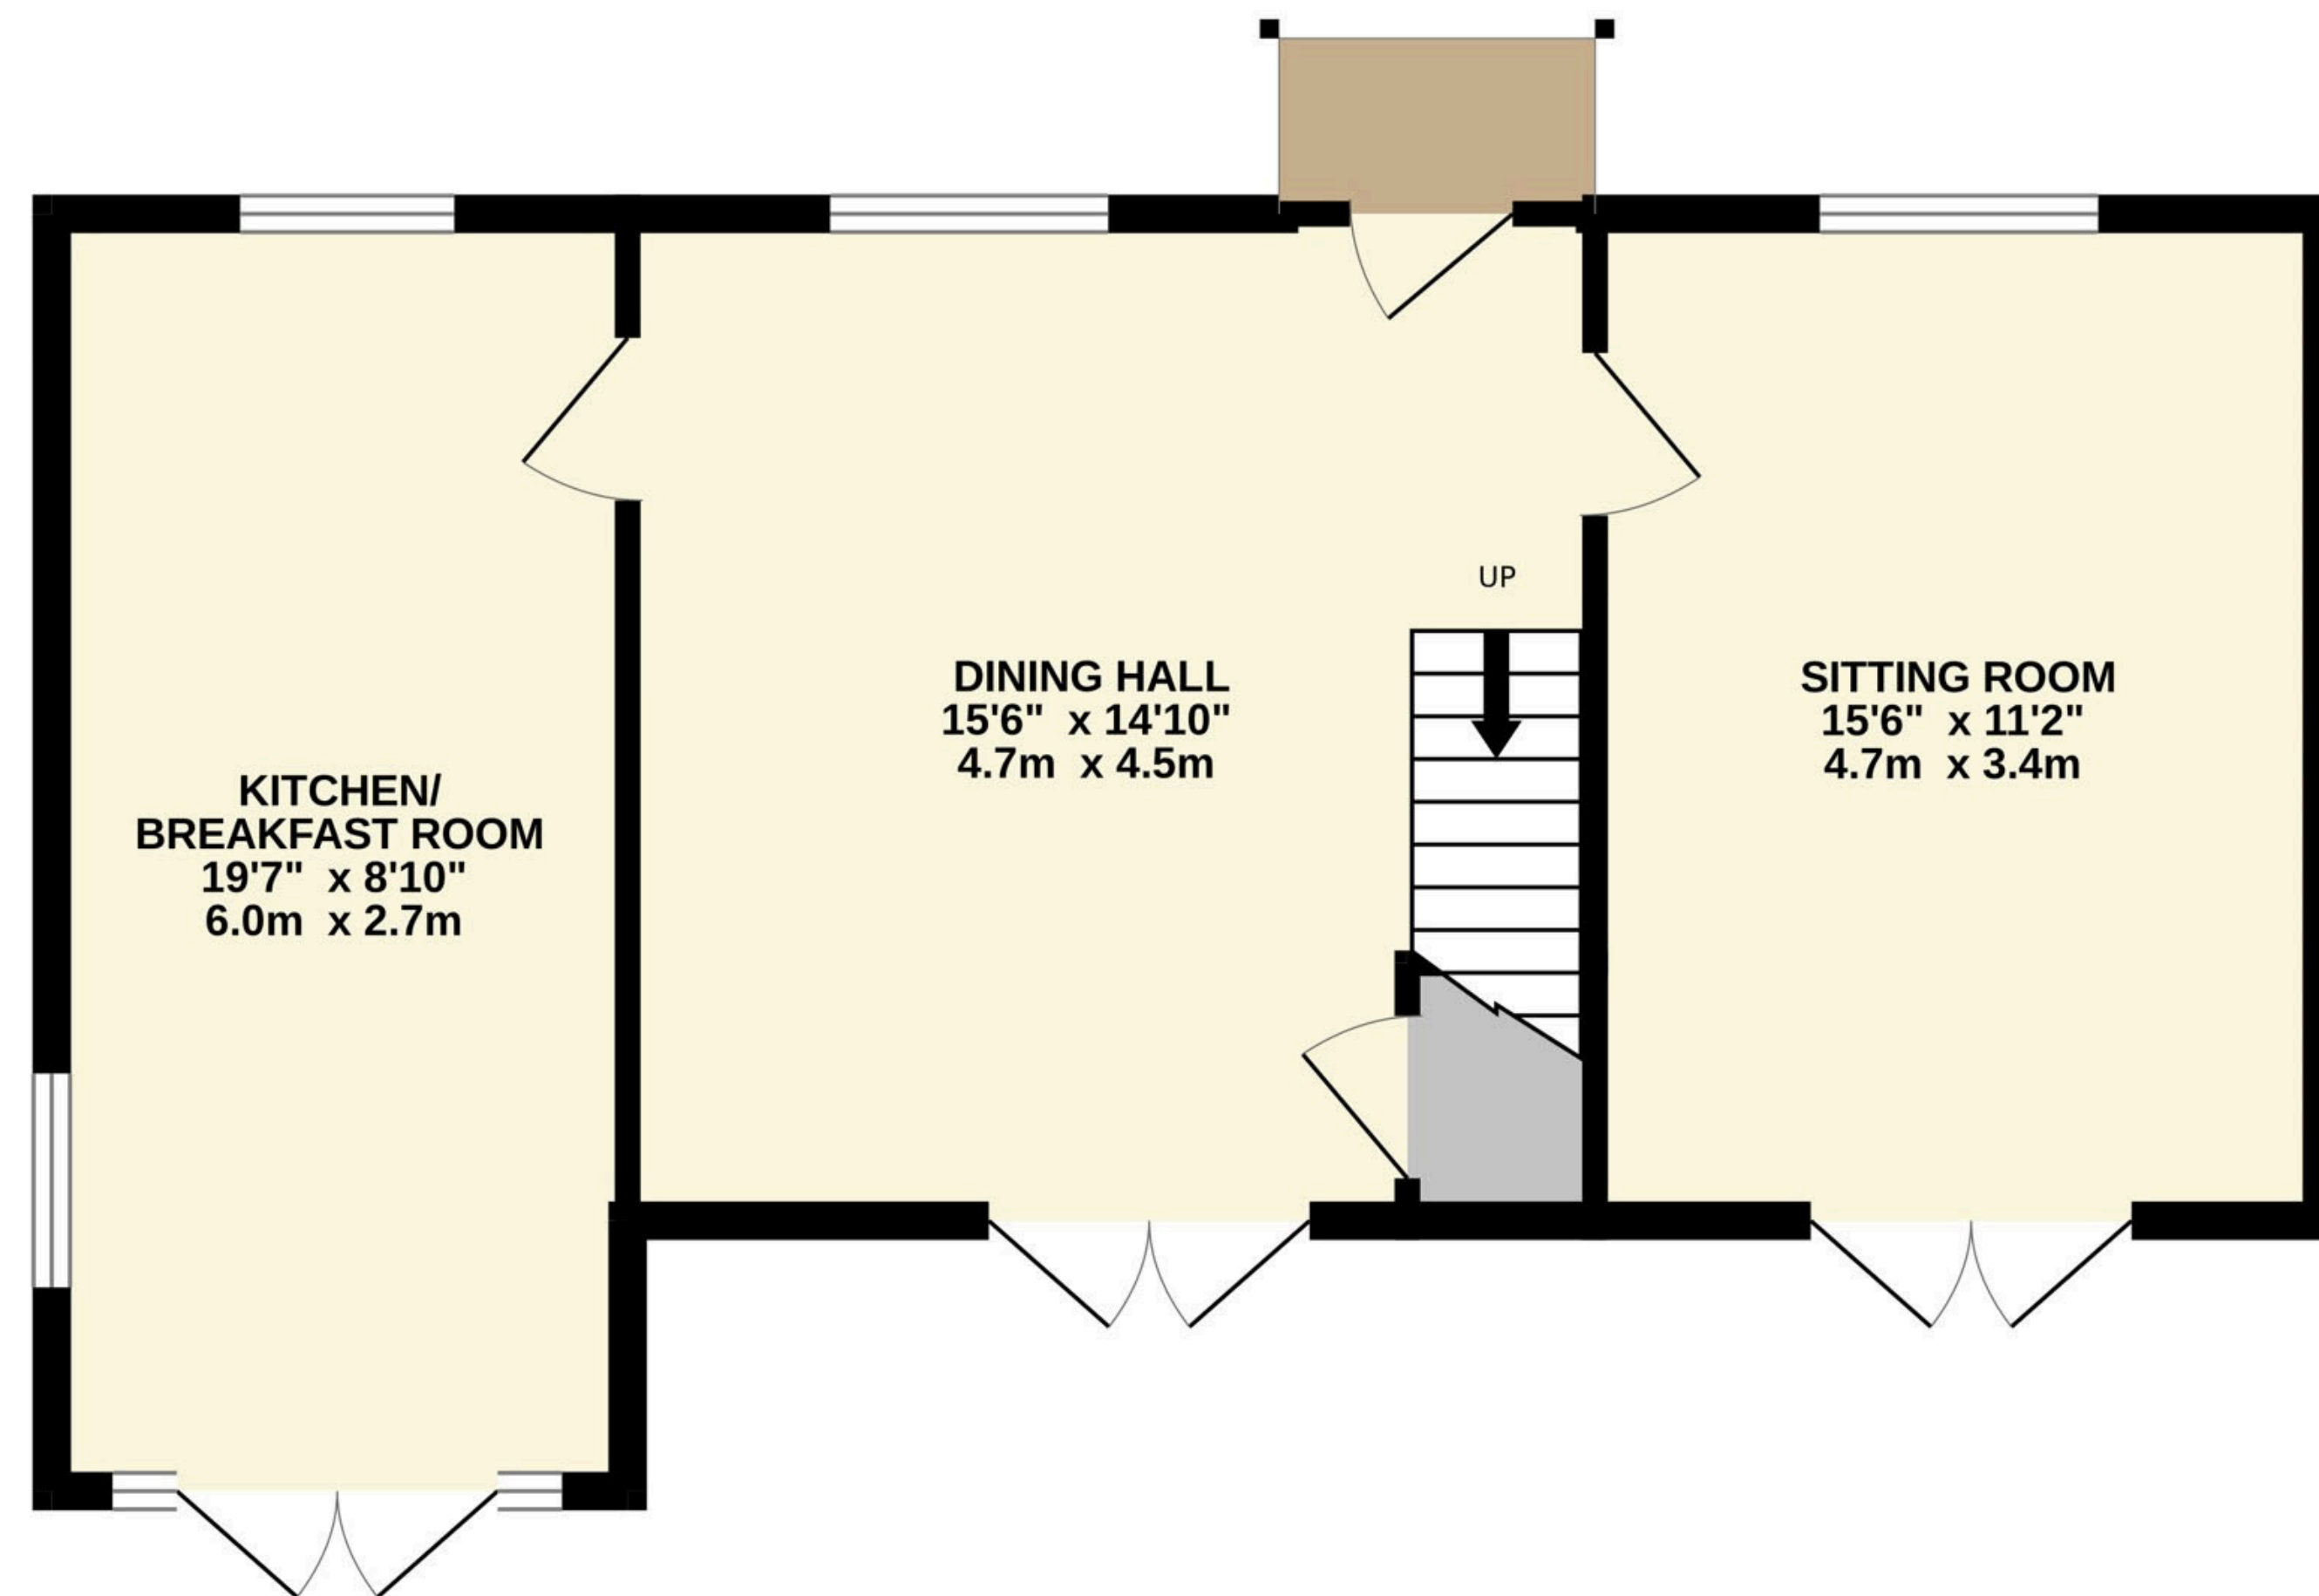 UP
DINING HALL
15'6" x 14'10"
4.7m x 4.5m
SITTING ROOM
15'6" x 11'2"
4.7m x 3.4m
KITCHEN/
BREAKFAST ROOM
19'7" x 8'10"
6.0m x 2.7m